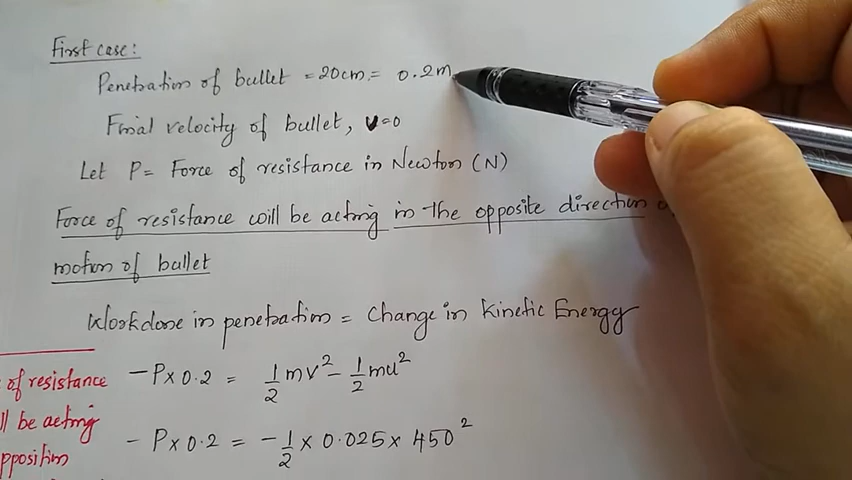 First case:
Penetration of bullet = 20cm = 0.2m
Final velocity of bullet, v=0
Let P= Force of resistance in Newton (N)
Force of resistance will be acting in the opposite direction
motion of bullet
Workdone in penetration = Change in Kinetic Energy
of resistance
-P×0.2 = 1/2 mv² - 1/2 mu²
be acting
- P×0.2 = - 1/2 × 0.025 × 450²